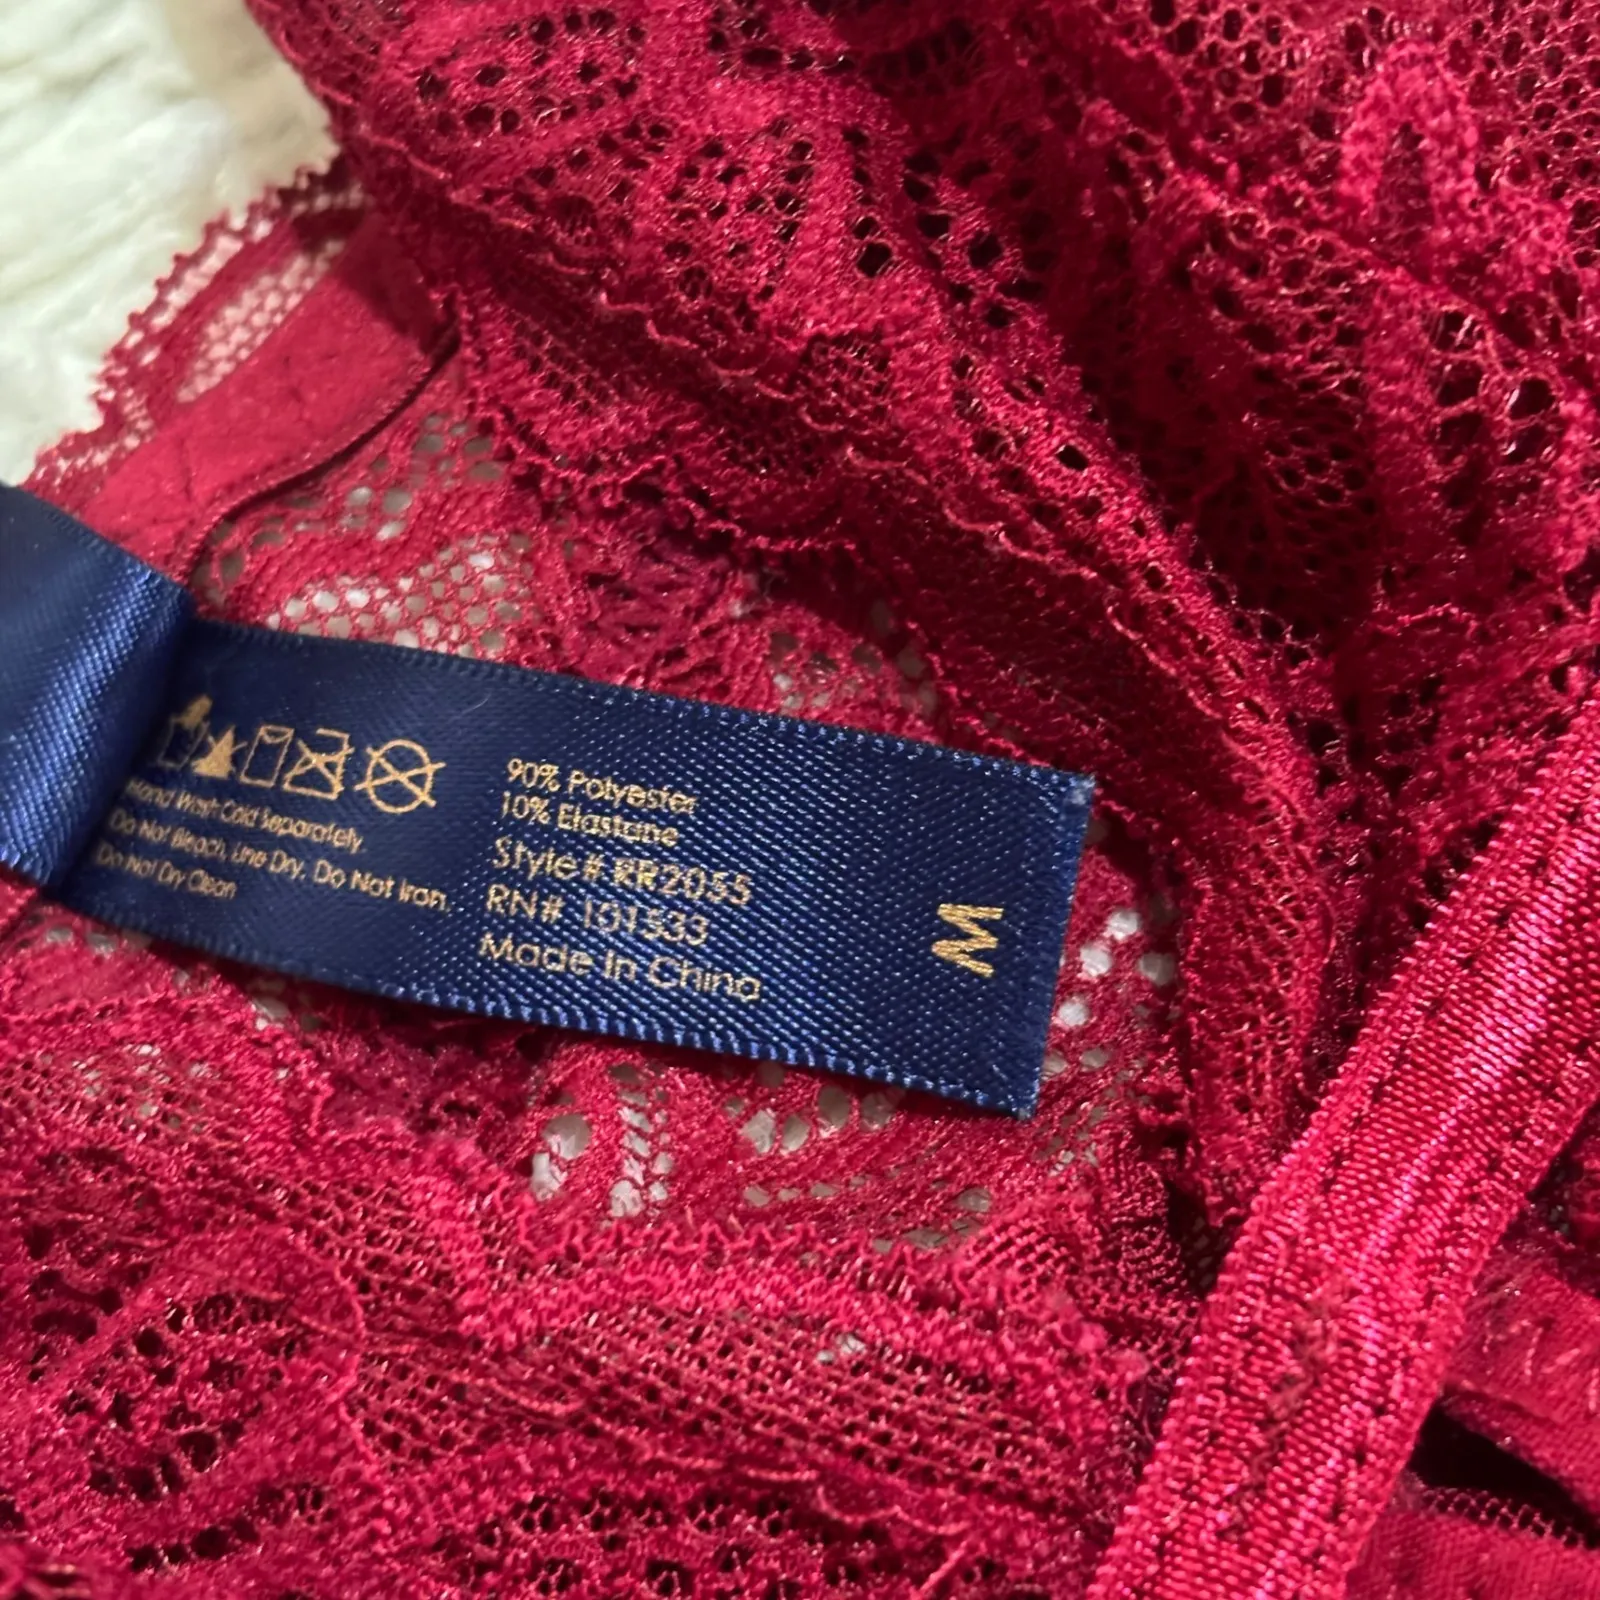 Hand Wash Cold Separately.
Do Not Bleach, Line Dry. Do Not Iron.
Do Not Dry Clean
90% Polyester
10% Elastane
Style# RR2055
RN# 101533
Made In China
M